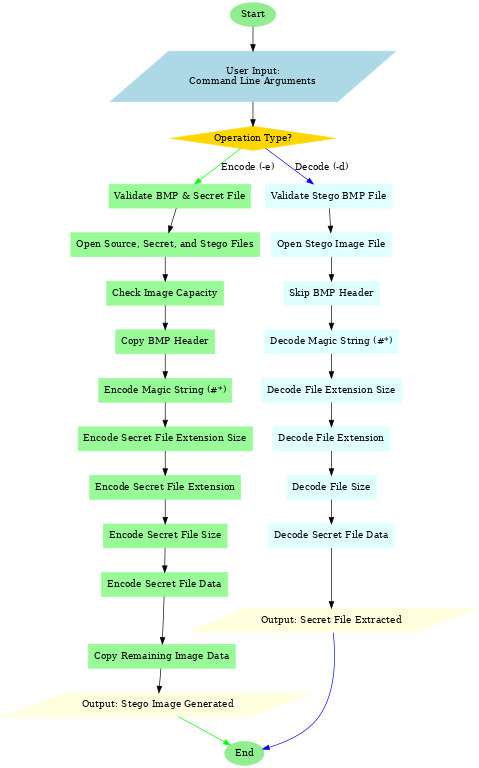 Start
User Input:
Command Line Arguments
Operation Type?
Encode (-e)
Decode (-d)
Validate BMP & Secret File
Validate Stego BMP File
Open Source, Secret, and Stego Files
Open Stego Image File
Check Image Capacity
Skip BMP Header
Copy BMP Header
Decode Magic String (#*)
Encode Magic String (#*)
Decode File Extension Size
Encode Secret File Extension Size
Decode File Extension
Encode Secret File Extension
Decode File Size
Encode Secret File Size
Decode Secret File Data
Encode Secret File Data
Output: Secret File Extracted
Copy Remaining Image Data
Output: Stego Image Generated
End